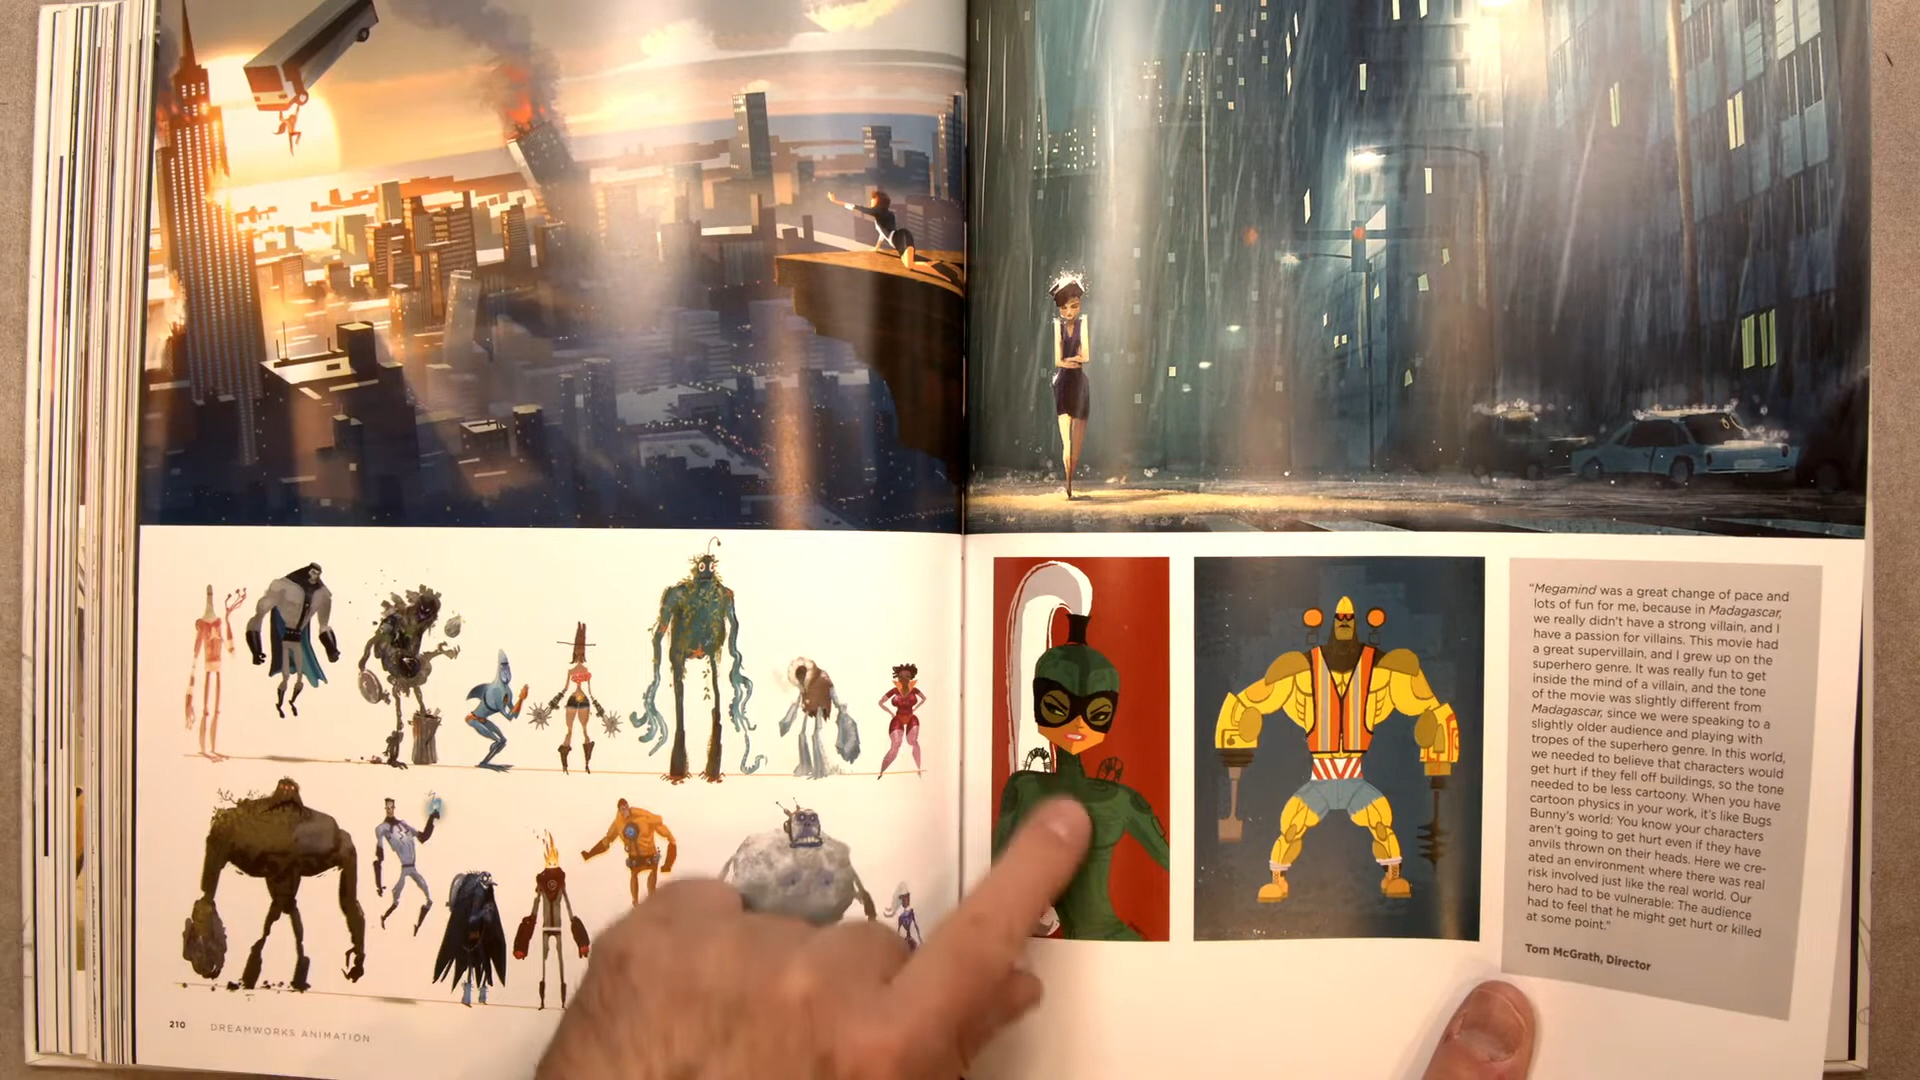 210 DREAMWORKS ANIMATION
"Megamind was a great change of pace and
lots of fun for me, because in Madagascar,
we really didn't have a strong villain, and I
have a passion for villains. This movie had
a great supervillain, and I grew up on the
superhero genre. It was really fun to get
inside the mind of a villain, and the tone
of the movie was slightly different from
Madagascar, since we were speaking to a
slightly older audience and playing with
tropes of the superhero genre. In this world,
we needed to believe that characters would
get hurt if they fell off buildings, so the tone
needed to be less cartoony. When you have
cartoon physics in your work, it's like Bugs
Bunny's world: You know your characters
aren't going to get hurt even if they have
anvils thrown on their heads. Here we cre-
ated an environment where there was real
risk involved just like the real world. Our
hero had to be vulnerable: The audience
had to feel that he might get hurt or killed
at some point."
Tom McGrath, Director